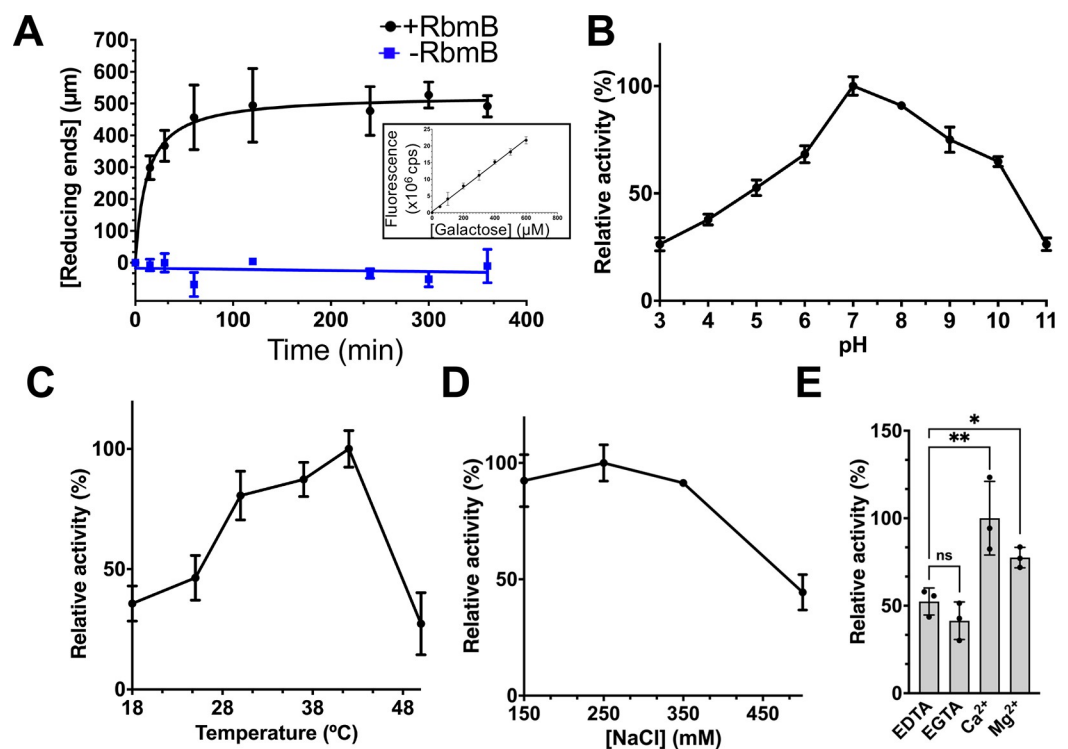 A
+RbmB
-RbmB
[Reducing ends] (µm)
700
600
500
400
300
200
100
0
0 100 200 300 400
Time (min)
Fluorescence
(x10⁶ cps)
25
20
15
10
5
0
0 200 400 600 800
[Galactose] (µM)
B
Relative activity (%)
100
50
0
3 4 5 6 7 8 9 10 11
pH
C
Relative activity (%)
100
50
0
18 28 38 48
Temperature (ºC)
D
Relative activity (%)
100
50
0
150 250 350 450
[NaCl] (mM)
E
Relative activity (%)
150
100
50
0
*
**
ns
EDTA
EGTA
Ca²⁺
Mg²⁺